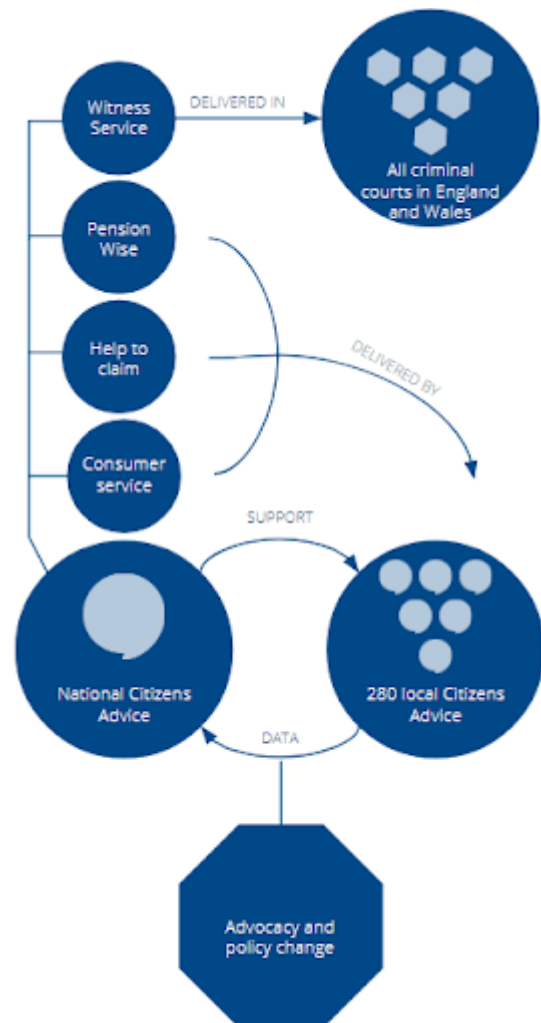 Witness
Service
DELIVERED IN
All criminal
courts in England
and Wales
Pension
Wise
Help to
claim
DELIVERED BY
Consumer
service
SUPPORT
National Citizens
Advice
280 local Citizens
Advice
DATA
Advocacy and
policy change